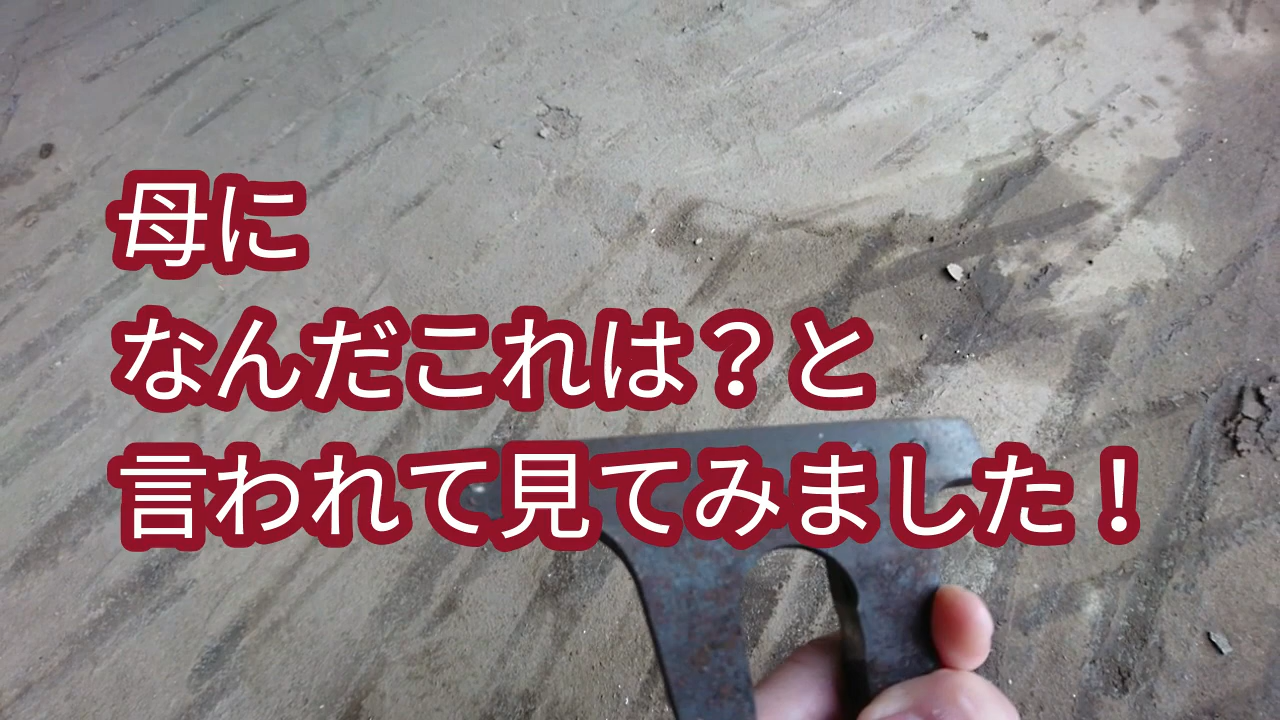 母に
なんだこれは？と
言われて見てみました！